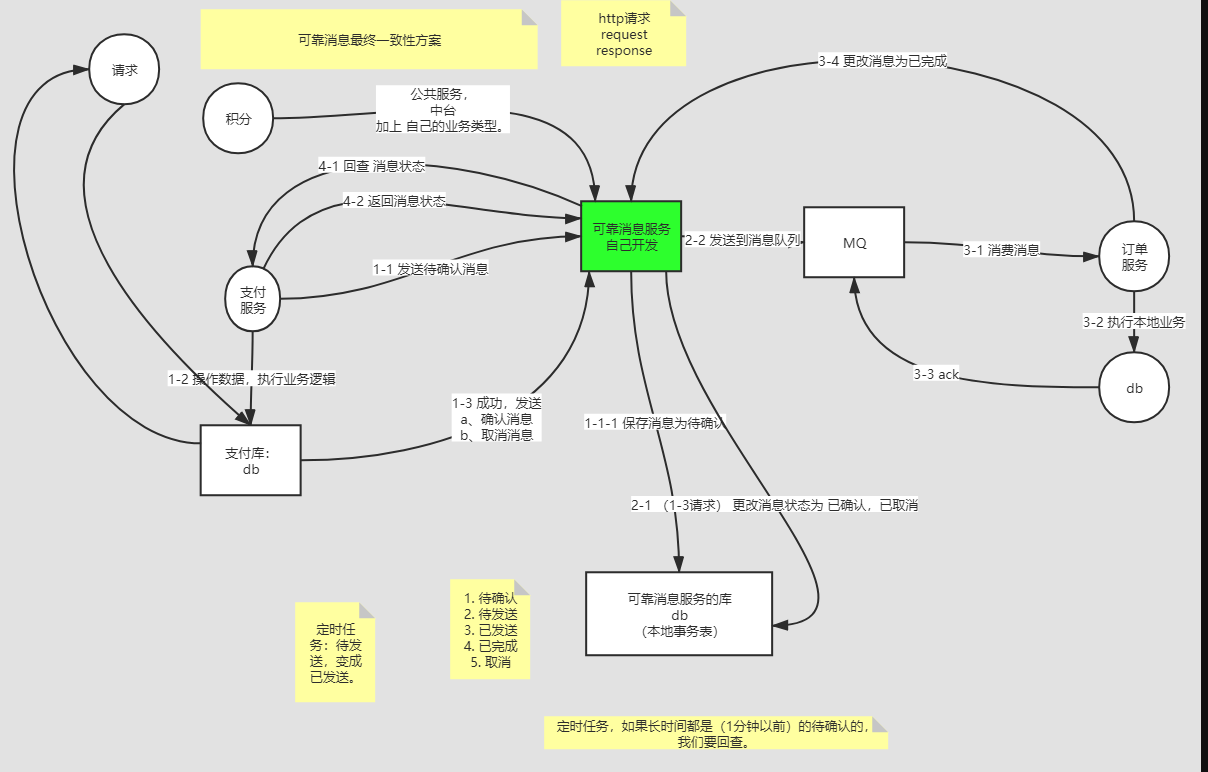 可靠消息最终一致性方案
http请求
request
response
请求
积分
公共服务，
中台
加上 自己的业务类型。
3-4 更改消息为已完成
4-1 回查 消息状态
4-2 返回消息状态
1-1 发送待确认消息
可靠消息服务
自己开发
2-2 发送到消息队列
MQ
3-1 消费消息
订单
服务
支付
服务
3-2 执行本地业务
1-2 操作数据，执行业务逻辑
3-3 ack
db
1-3 成功，发送
a、确认消息
b、取消消息
1-1-1 保存消息为待确认
支付库：
db
2-1 （1-3请求） 更改消息状态为 已确认，已取消
可靠消息服务的库
db
（本地事务表）
1. 待确认
2. 待发送
3. 已发送
4. 已完成
5. 取消
定时任
务：待发
送，变成
已发送。
定时任务，如果长时间都是（1分钟以前）的待确认的，
我们要回查。